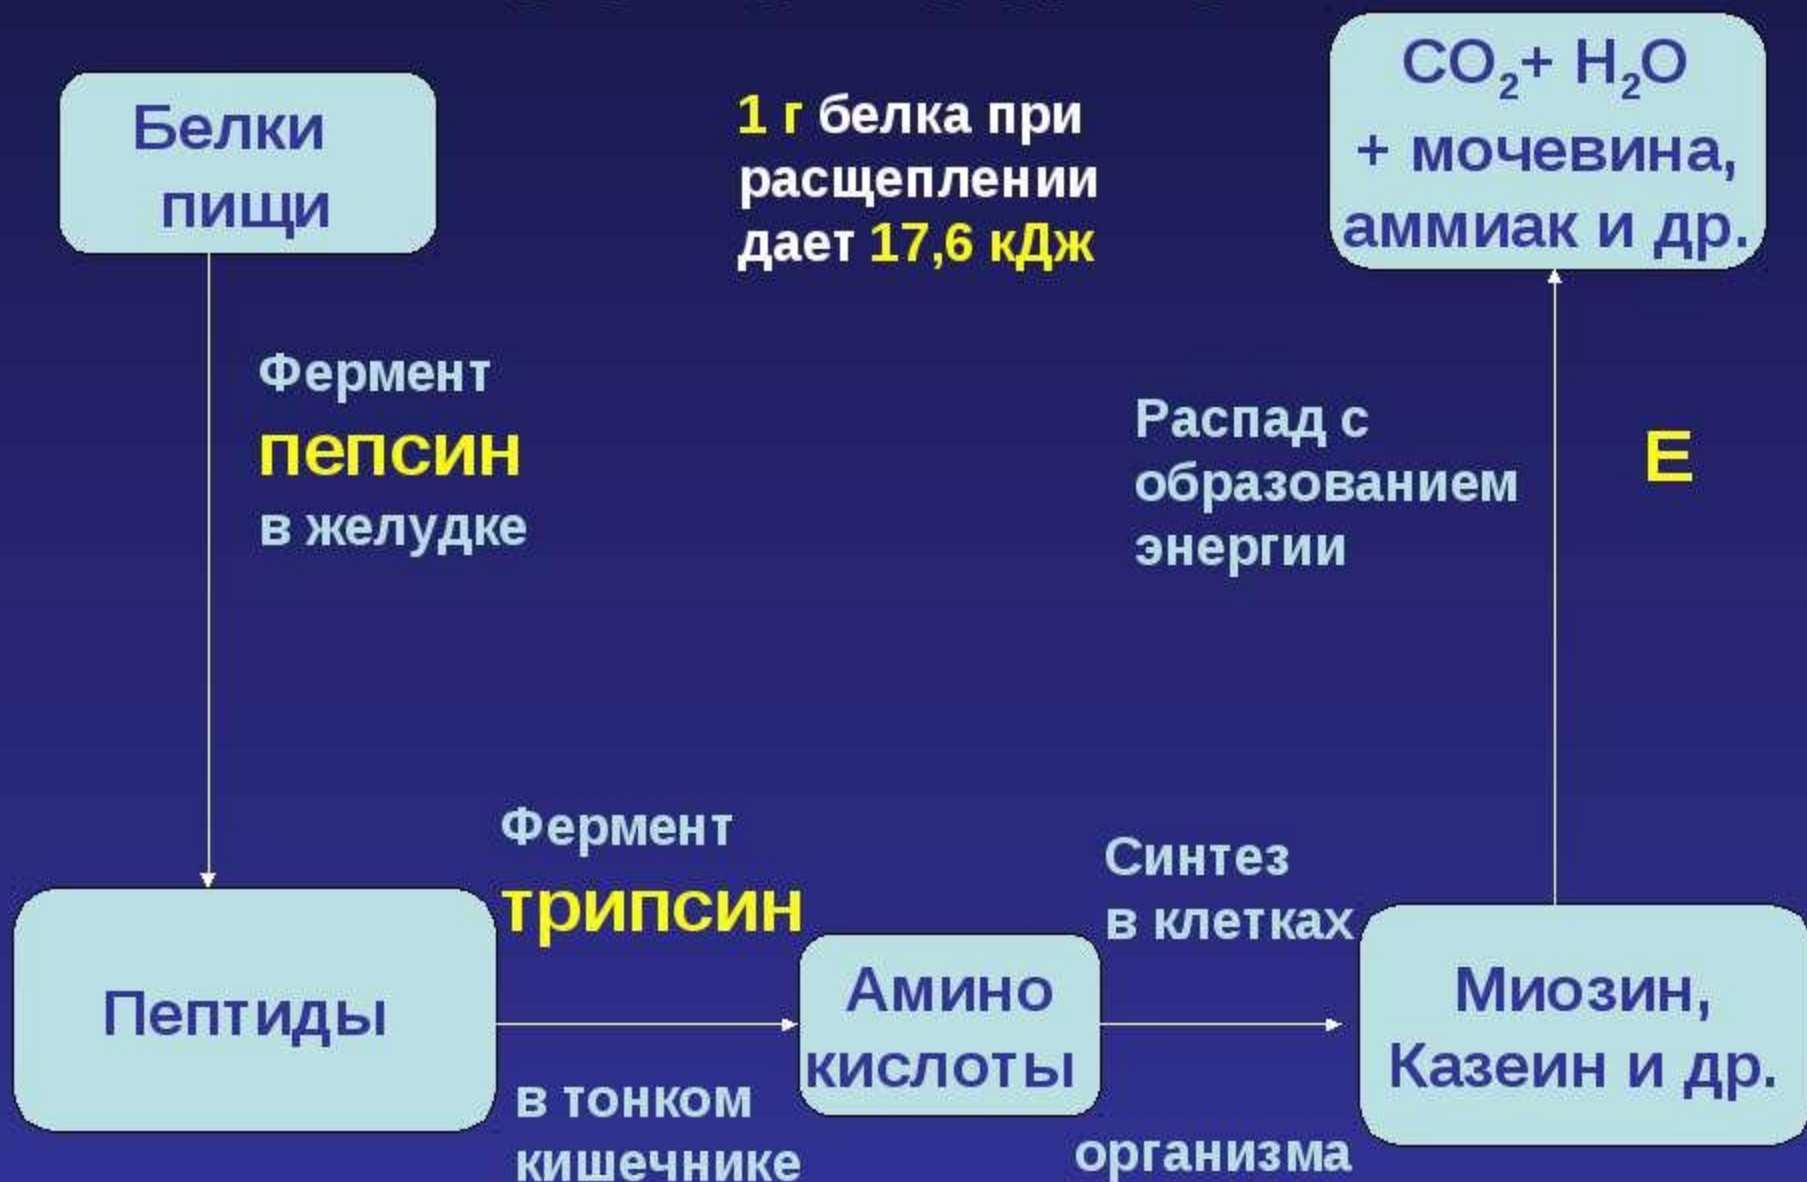 Белки
пищи
1 г белка при
расщеплении
дает 17,6 кДж
CO₂+ H₂O
+ мочевина,
аммиак и др.
Фермент
пепсин
в желудке
Распад с
образованием
энергии
Е
Пептиды
Фермент
трипсин
в тонком
кишечнике
Амино
кислоты
Синтез
в клетках
организма
Миозин,
Казеин и др.